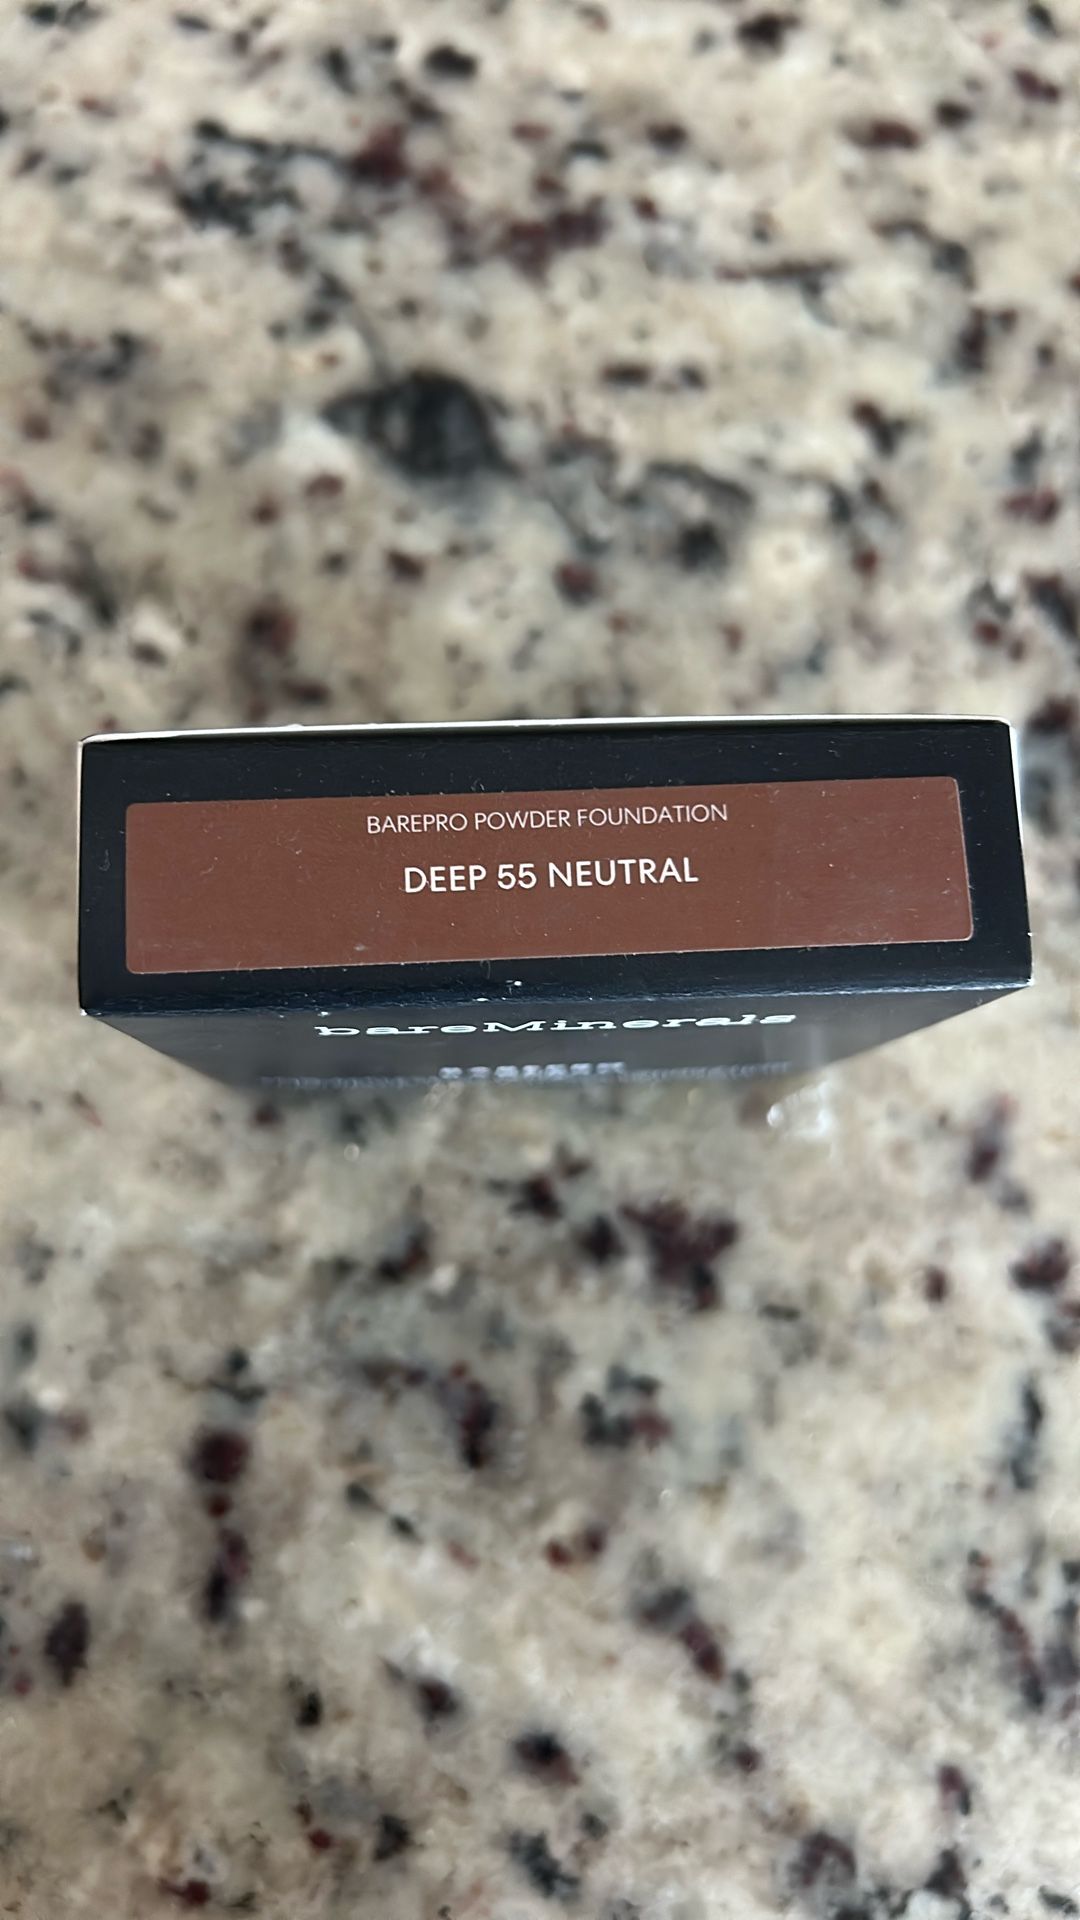 BAREPRO POWDER FOUNDATION
DEEP 55 NEUTRAL
bareMinerals